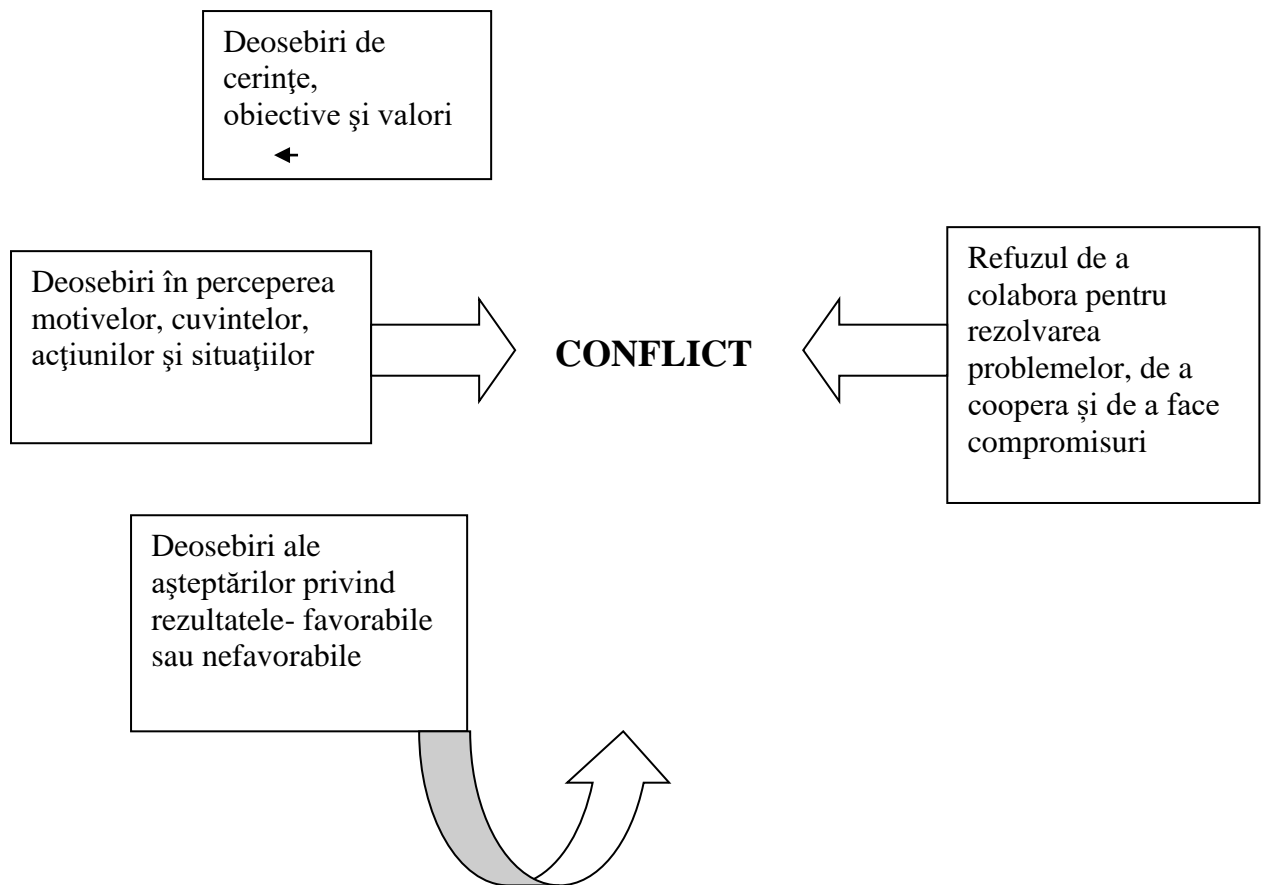 Deosebiri de
cerinţe,
obiective şi valori
Deosebiri în perceperea
motivelor, cuvintelor,
acţiunilor şi situaţiilor
CONFLICT
Refuzul de a
colabora pentru
rezolvarea
problemelor, de a
coopera și de a face
compromisuri
Deosebiri ale
aşteptărilor privind
rezultatele- favorabile
sau nefavorabile